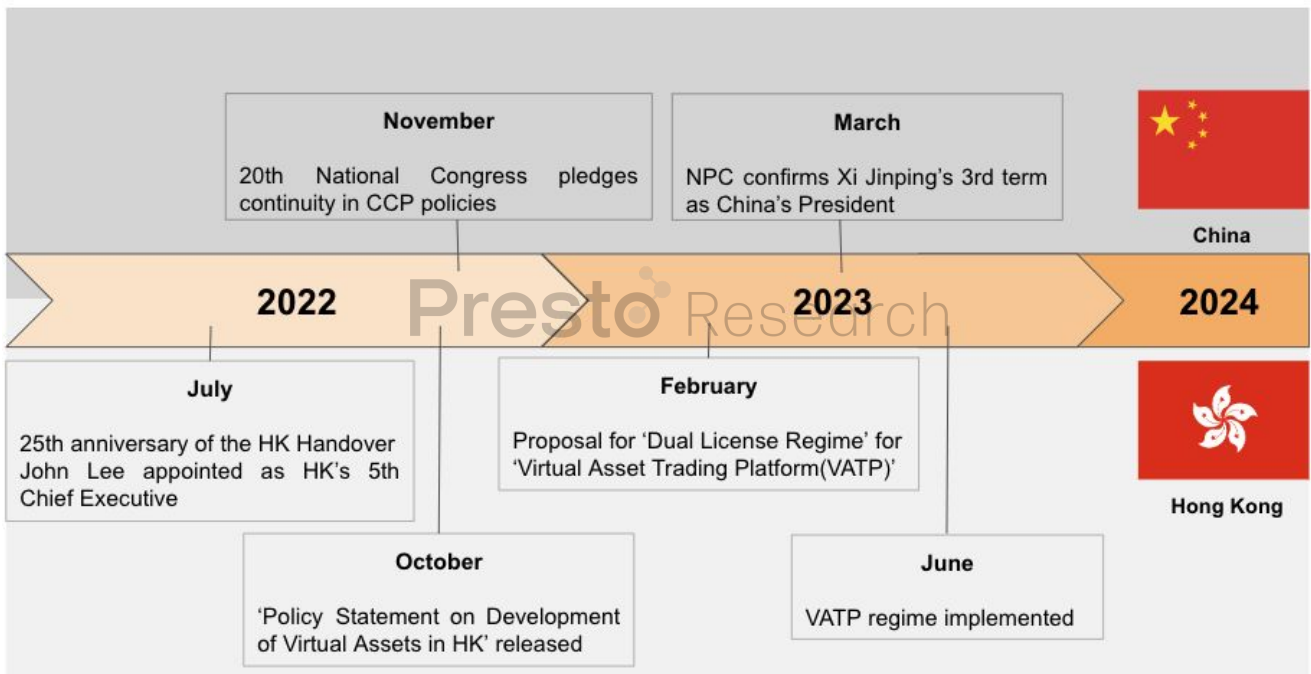 November
20th National Congress pledges
continuity in CCP policies
March
NPC confirms Xi Jinping's 3rd term
as China's President
China
2022
2023
2024
Presto Research
July
25th anniversary of the HK Handover
John Lee appointed as HK's 5th
Chief Executive
February
Proposal for ‘Dual License Regime’ for
‘Virtual Asset Trading Platform(VATP)’
Hong Kong
October
‘Policy Statement on Development
of Virtual Assets in HK’ released
June
VATP regime implemented